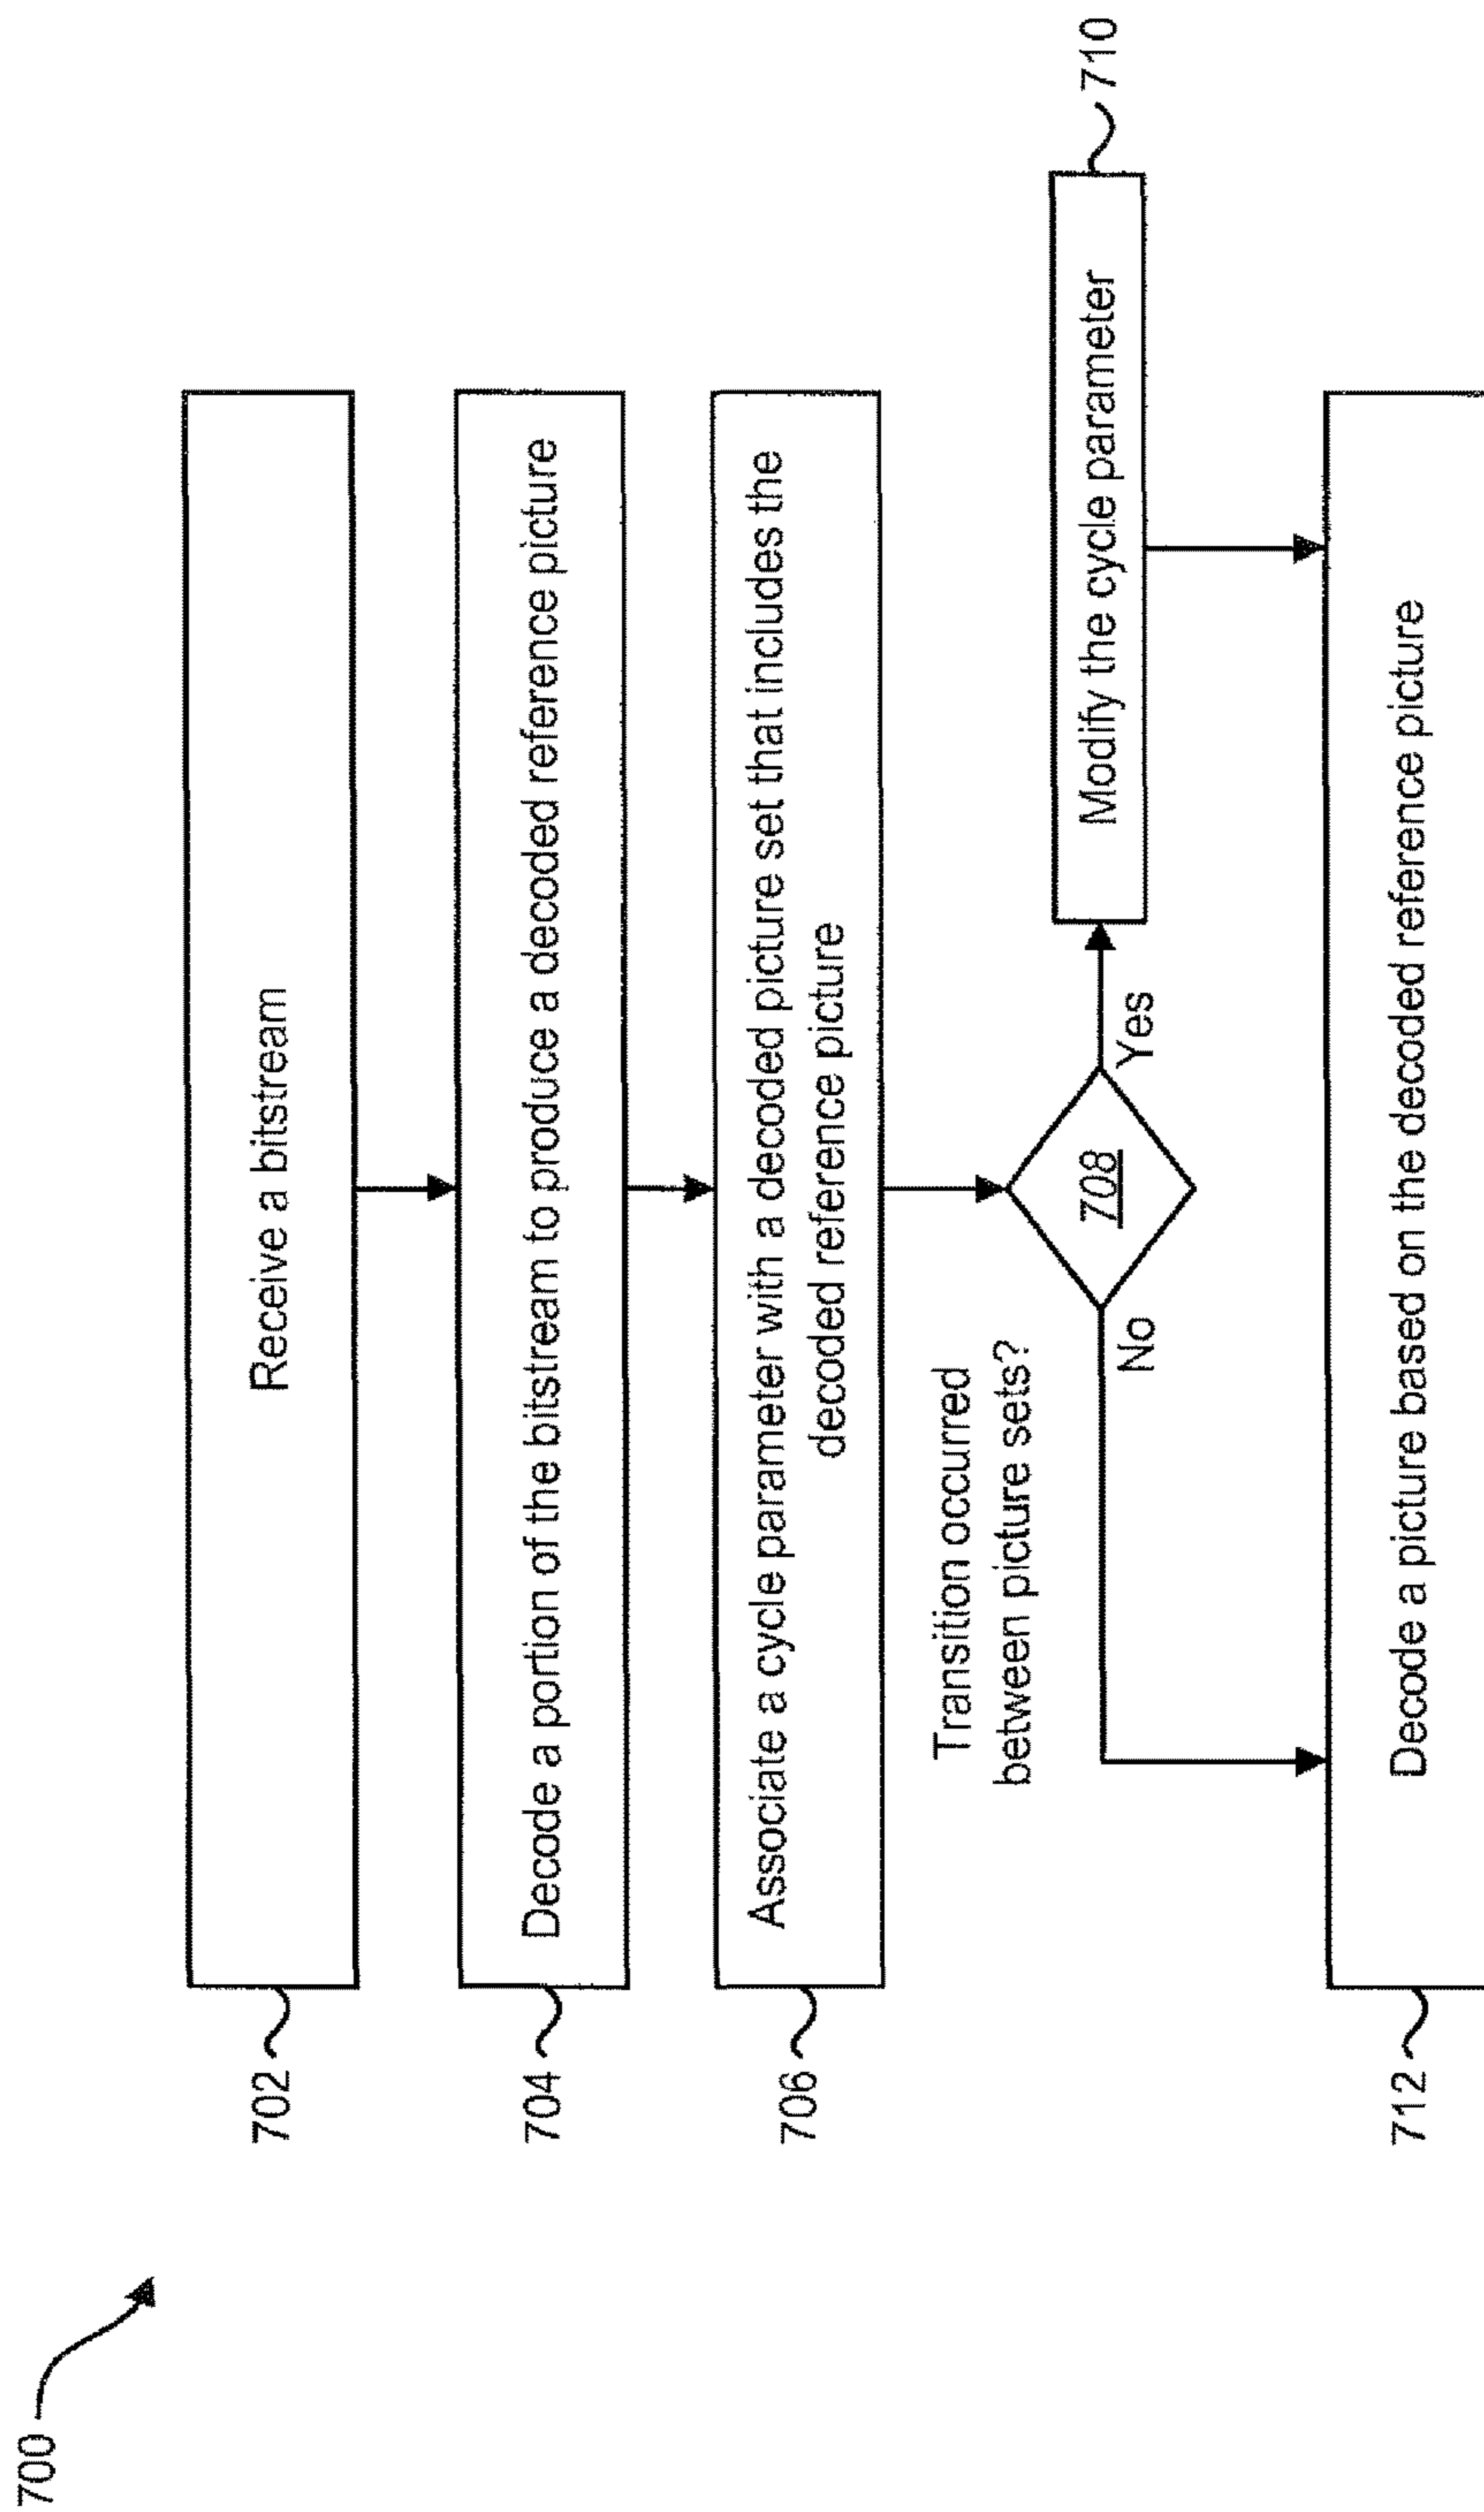 700
702
Receive a bitstream
704
Decode a portion of the bitstream to produce a decoded reference picture
706
Associate a cycle parameter with a decoded picture set that includes the
decoded reference picture
Transition occurred
between picture sets?
708
No
Yes
Modify the cycle parameter
710
712
Decode a picture based on the decoded reference picture